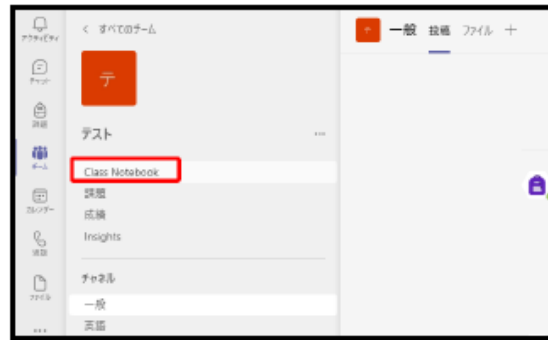 アクティビティ
チャット
課題
チーム
カレンダー
通話
ファイル
…
< すべてのチーム
テ
テスト
…
Class Notebook
課題
成績
Insights
チャネル
一般
英語
テ 一般 投稿 ファイル +